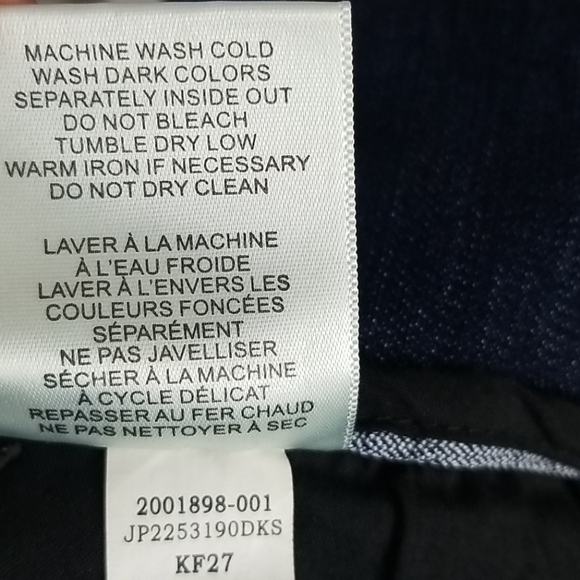 MACHINE WASH COLD
WASH DARK COLORS
SEPARATELY INSIDE OUT
DO NOT BLEACH
TUMBLE DRY LOW
WARM IRON IF NECESSARY
DO NOT DRY CLEAN
LAVER À LA MACHINE
À L'EAU FROIDE
LAVER À L'ENVERS LES
COULEURS FONCÉES
SÉPARÉMENT
NE PAS JAVELLISER
SÉCHER À LA MACHINE
À CYCLE DÉLICAT
REPASSER AU FER CHAUD
NE PAS NETTOYER À SEC
2001898-001
JP2253190DKS
KF27